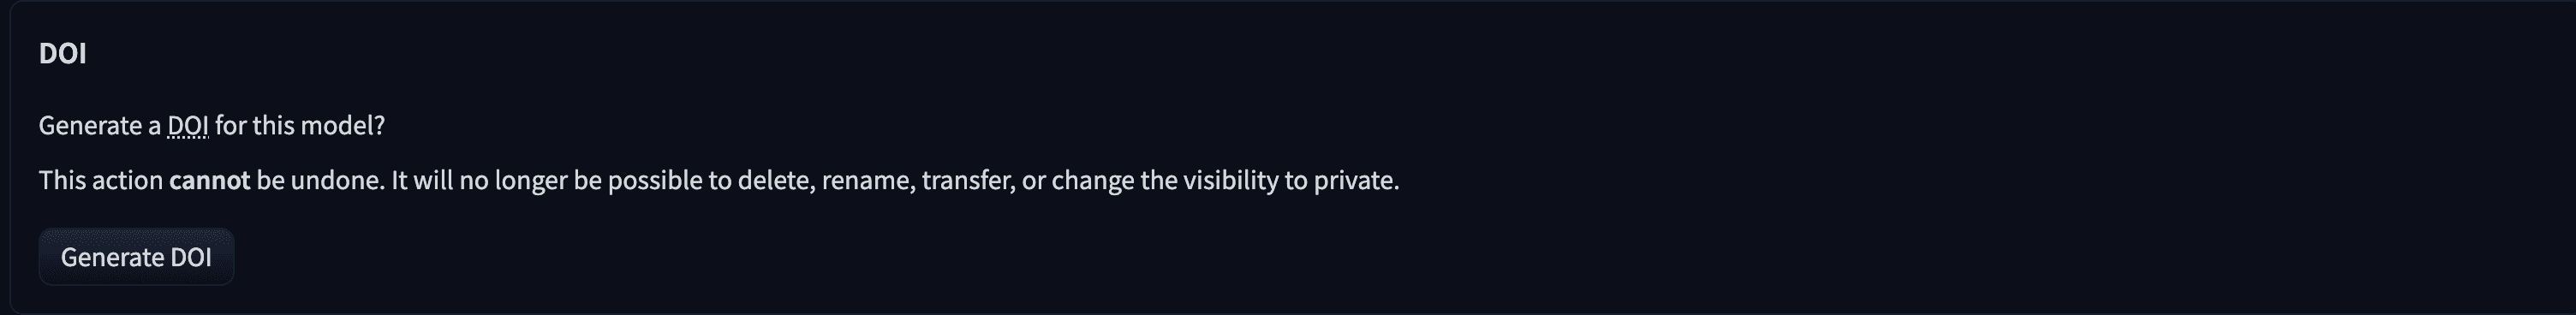 DOI
Generate a DOI for this model?
This action cannot be undone. It will no longer be possible to delete, rename, transfer, or change the visibility to private.
Generate DOI